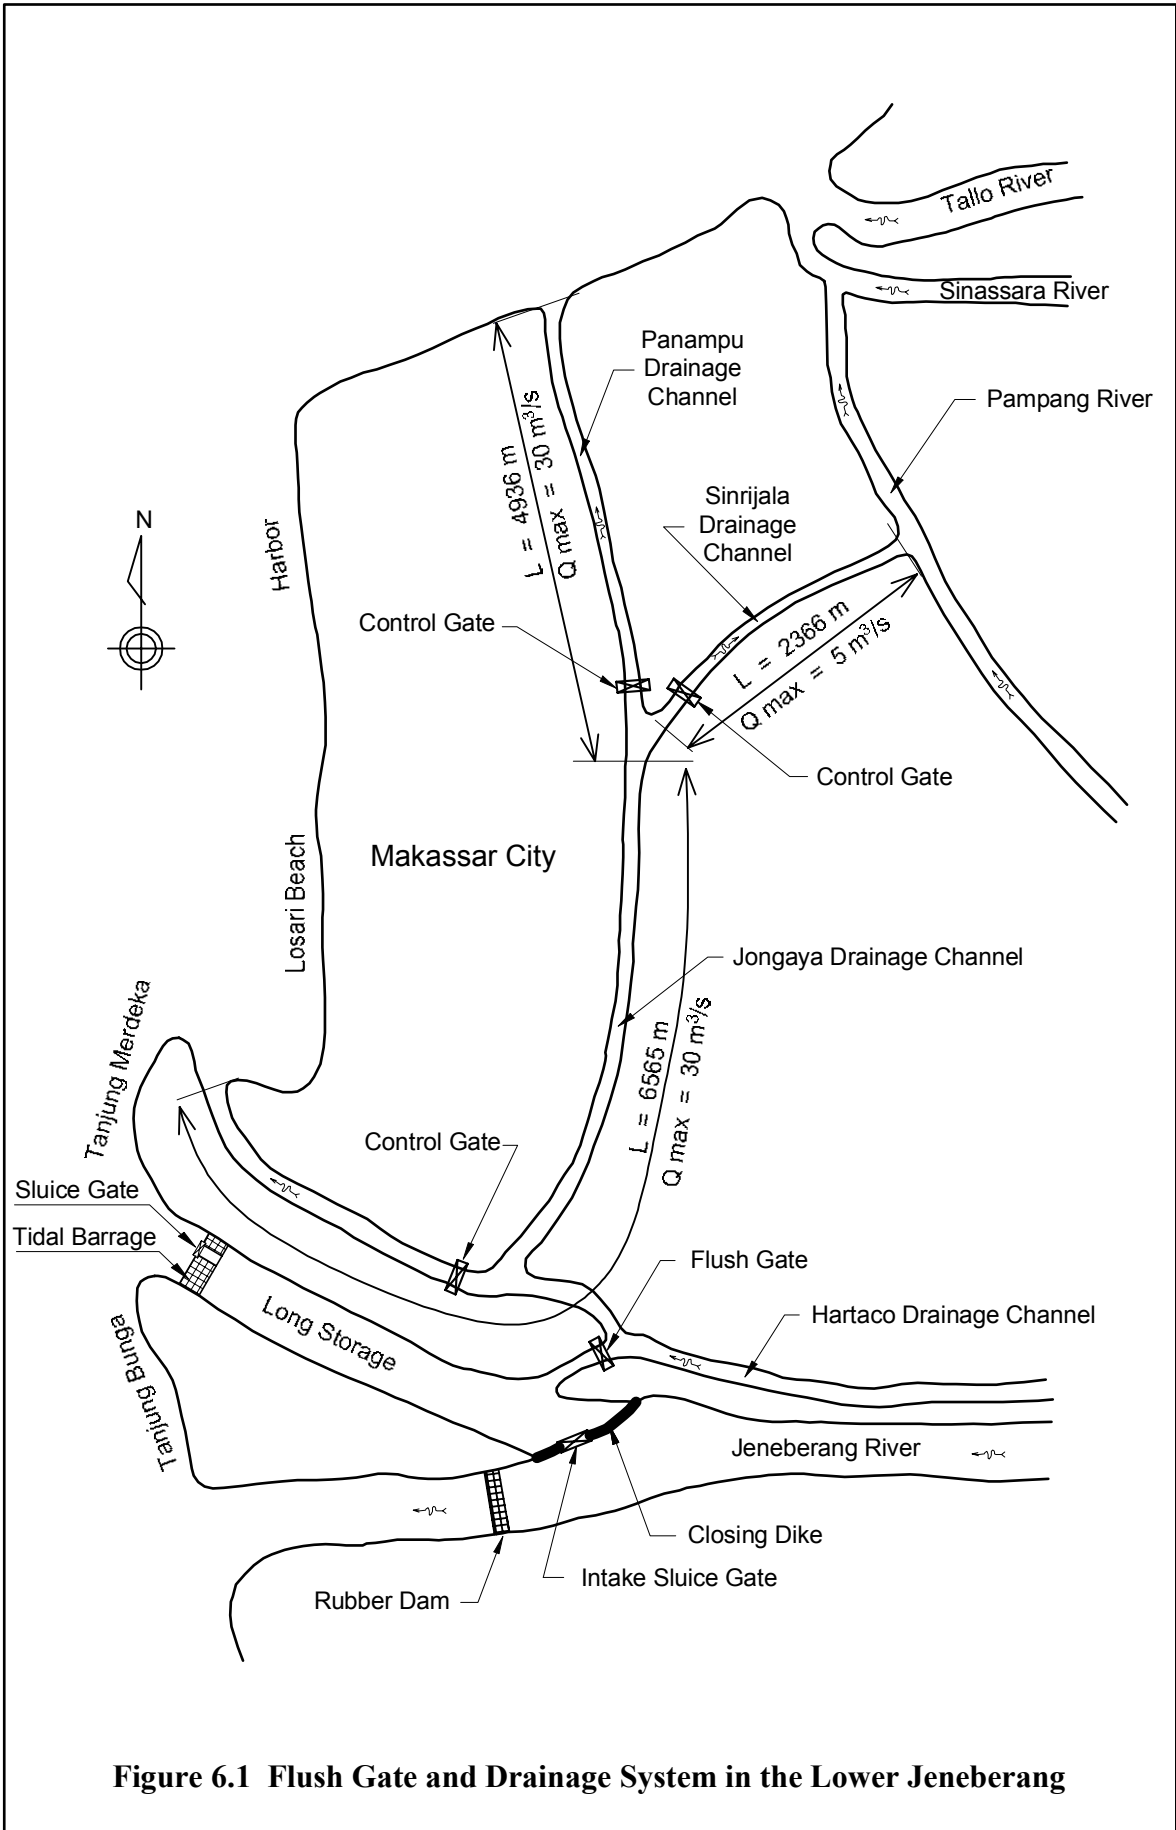 Tallo River
Sinassara River
Panampu
Drainage
Channel
Pampang River
L = 4936 m
Q max = 30 m³/s
Sinrijala
Drainage
Channel
N
Harbor
Control Gate
L = 2366 m
Q max = 5 m³/s
Control Gate
Makassar City
Losari Beach
Jongaya Drainage Channel
Tanjung Merdeka
L = 6565 m
Q max = 30 m³/s
Control Gate
Sluice Gate
Tidal Barrage
Flush Gate
Long Storage
Hartaco Drainage Channel
Tanjung Bunga
Jeneberang River
Closing Dike
Intake Sluice Gate
Rubber Dam
Figure 6.1 Flush Gate and Drainage System in the Lower Jeneberang